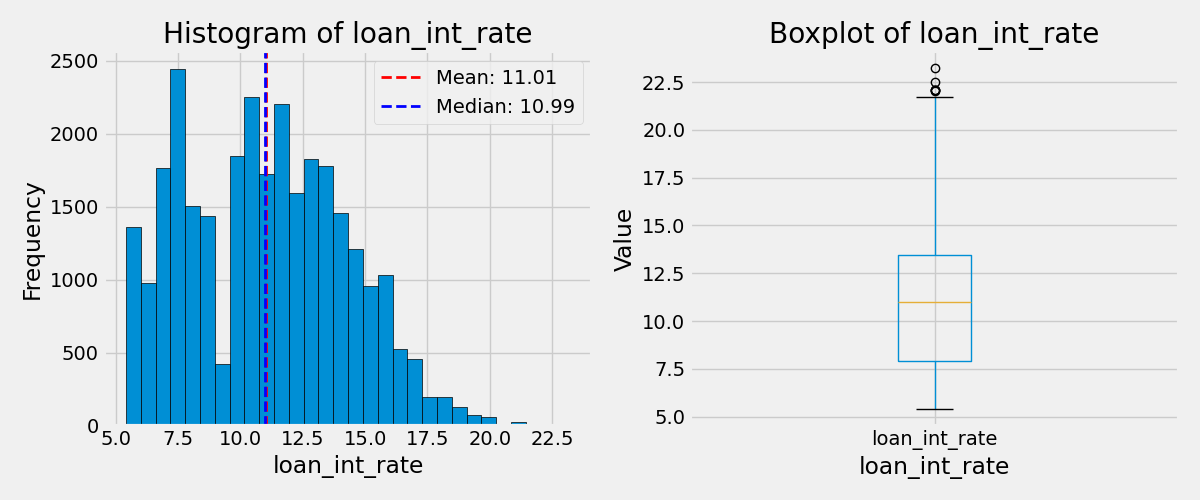 Histogram of loan_int_rate
Frequency
2500
2000
1500
1000
500
0
5.0 7.5 10.0 12.5 15.0 17.5 20.0 22.5
loan_int_rate
Mean: 11.01
Median: 10.99
Boxplot of loan_int_rate
Value
22.5
20.0
17.5
15.0
12.5
10.0
7.5
5.0
loan_int_rate
loan_int_rate